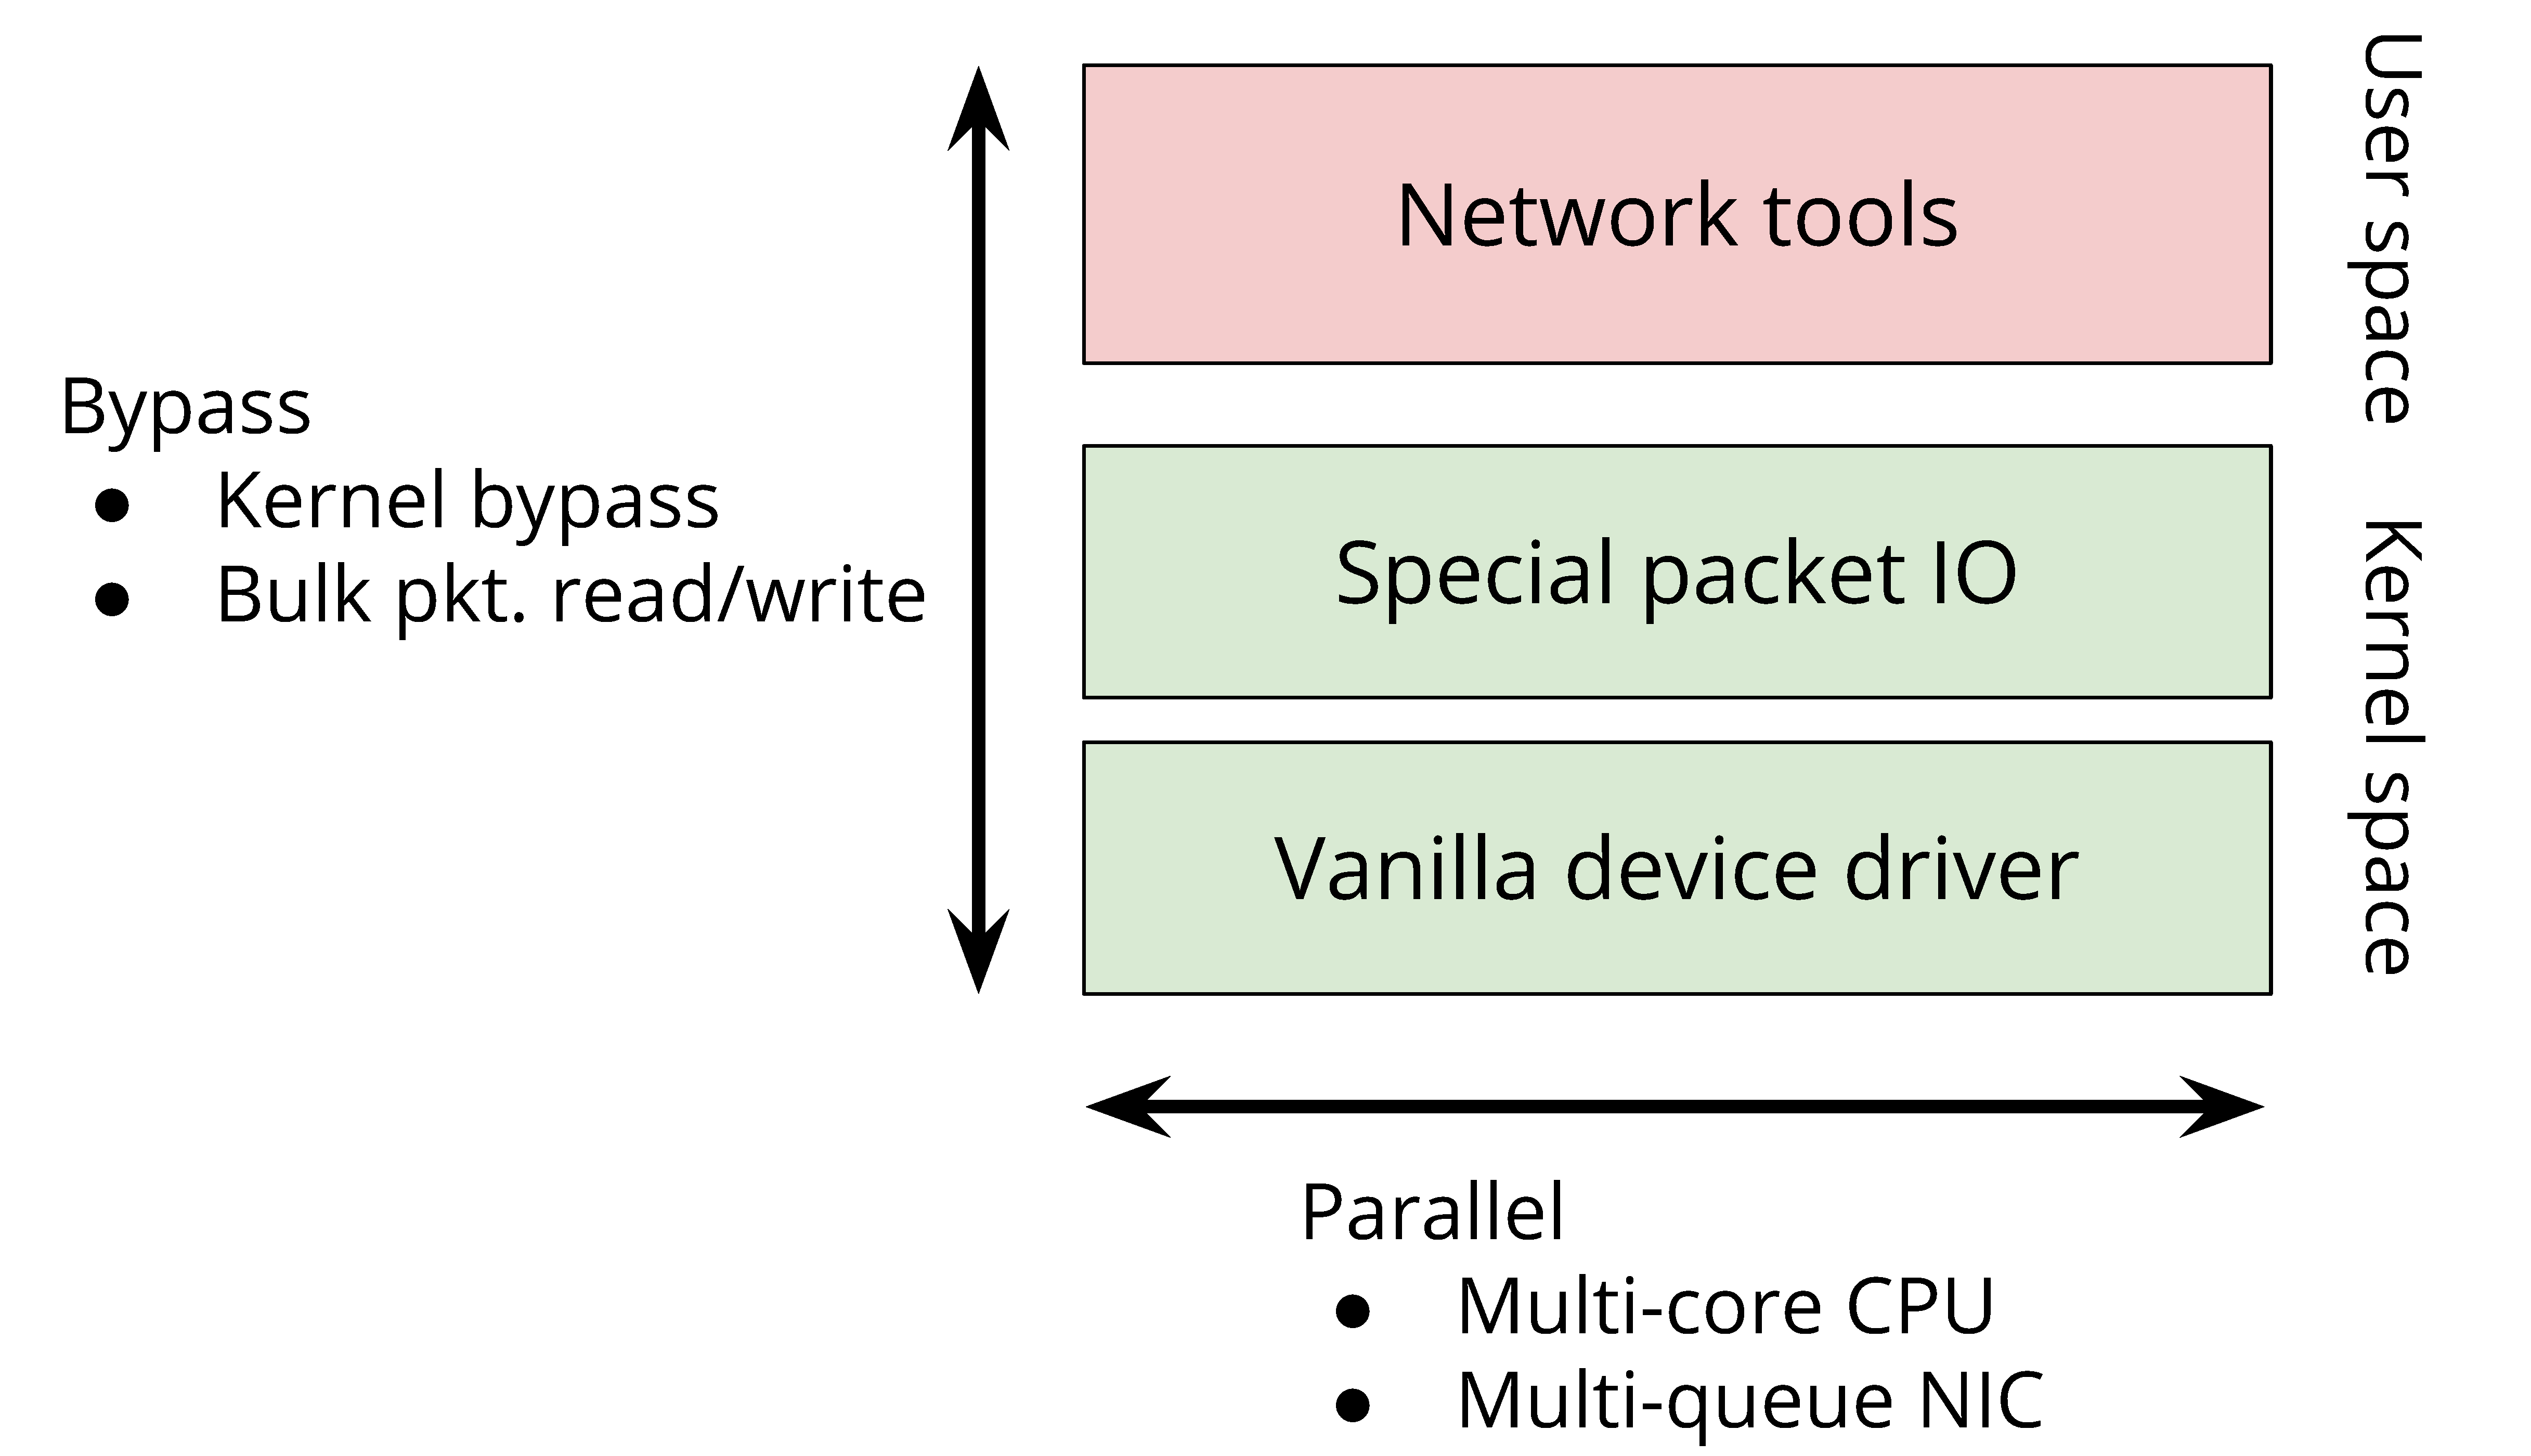 Network tools
User space
Bypass
● Kernel bypass
● Bulk pkt. read/write
Special packet IO
Kernel space
Vanilla device driver
Parallel
● Multi-core CPU
● Multi-queue NIC